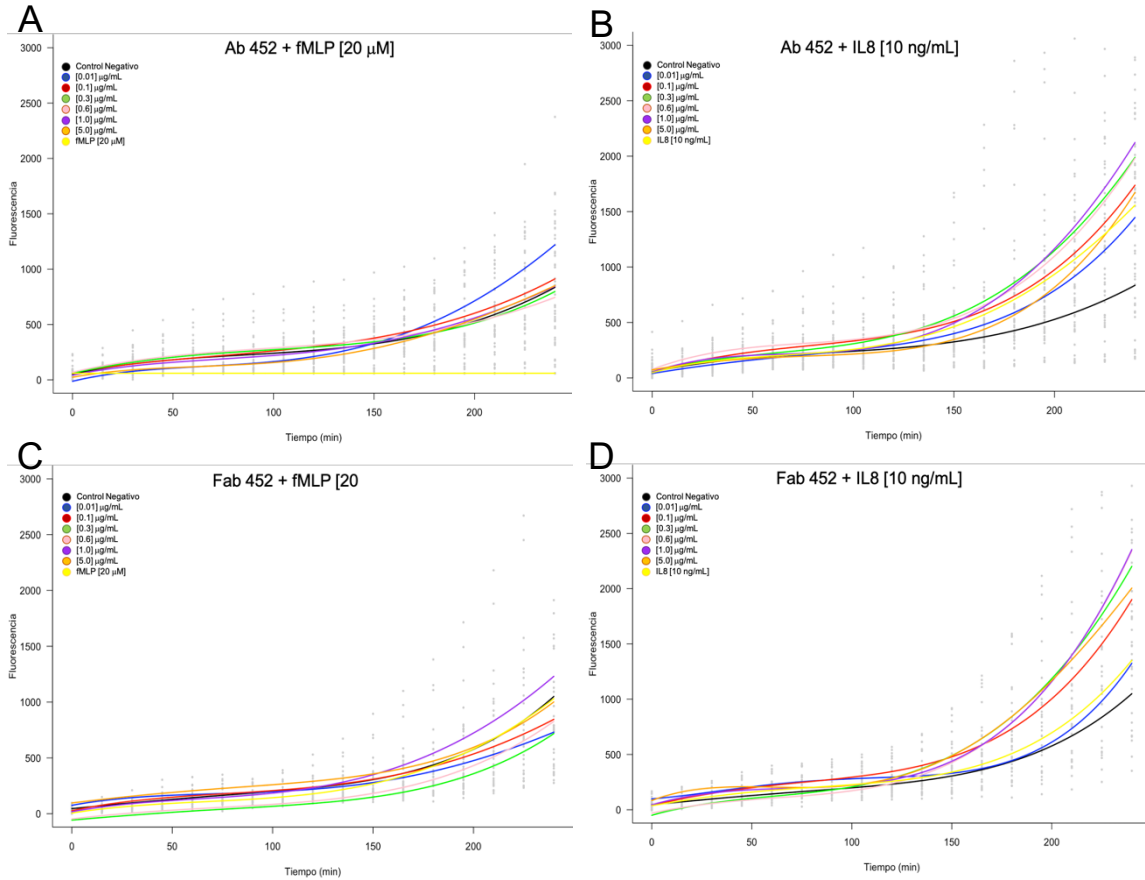 A
Ab 452 + fMLP [20 μM]
3000
2500
2000
1500
1000
500
0
Fluorescencia
Control Negativo
[0.01] μg/mL
[0.1] μg/mL
[0.3] μg/mL
[0.6] μg/mL
[1.0] μg/mL
[5.0] μg/mL
fMLP [20 μM]
0 50 100 150 200
Tiempo (min)
B
Ab 452 + IL8 [10 ng/mL]
3000
2500
2000
1500
1000
500
0
Fluorescencia
Control Negativo
[0.01] μg/mL
[0.1] μg/mL
[0.3] μg/mL
[0.6] μg/mL
[1.0] μg/mL
[5.0] μg/mL
IL8 [10 ng/mL]
0 50 100 150 200
Tiempo (min)
C
Fab 452 + fMLP [20
3000
2500
2000
1500
1000
500
0
Fluorescencia
Control Negativo
[0.01] μg/mL
[0.1] μg/mL
[0.3] μg/mL
[0.6] μg/mL
[1.0] μg/mL
[5.0] μg/mL
fMLP [20 μM]
0 50 100 150 200
Tiempo (min)
D
Fab 452 + IL8 [10 ng/mL]
3000
2500
2000
1500
1000
500
0
Fluorescencia
Control Negativo
[0.01] μg/mL
[0.1] μg/mL
[0.3] μg/mL
[0.6] μg/mL
[1.0] μg/mL
[5.0] μg/mL
IL8 [10 ng/mL]
0 50 100 150 200
Tiempo (min)